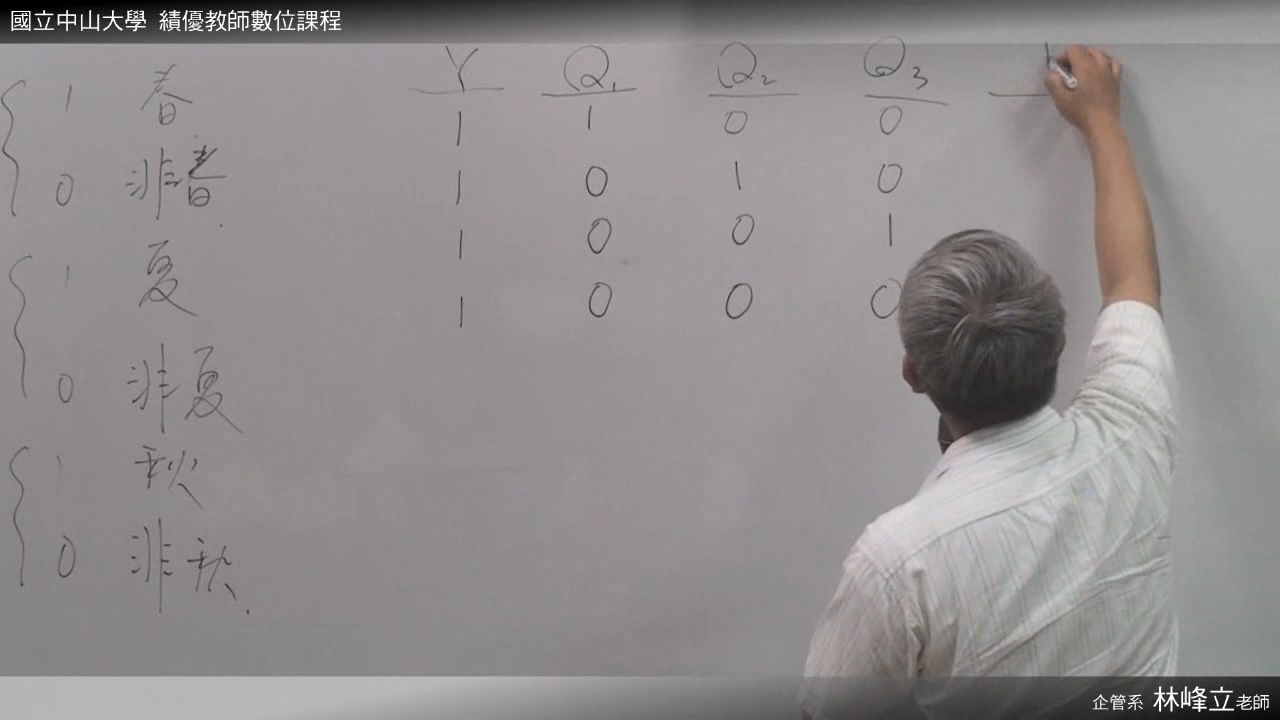 國立中山大學 績優教師數位課程
1 春
0 非春.
1 夏
0 非夏
1 秋
0 非秋.
Y Q1 Q2 Q3
1 1 0 0
1 0 1 0
1 0 0 1
1 0 0 0
企管系 林峰立老師